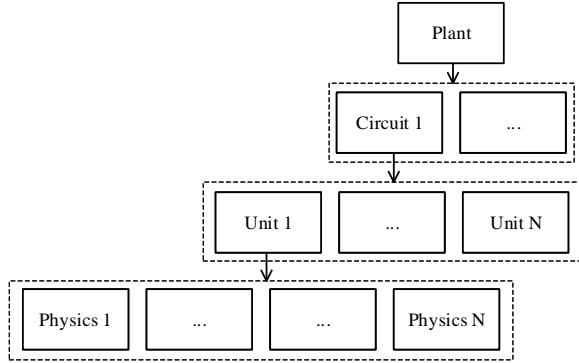 Plant
Circuit 1
...
Unit 1
...
Unit N
Physics 1
...
...
Physics N